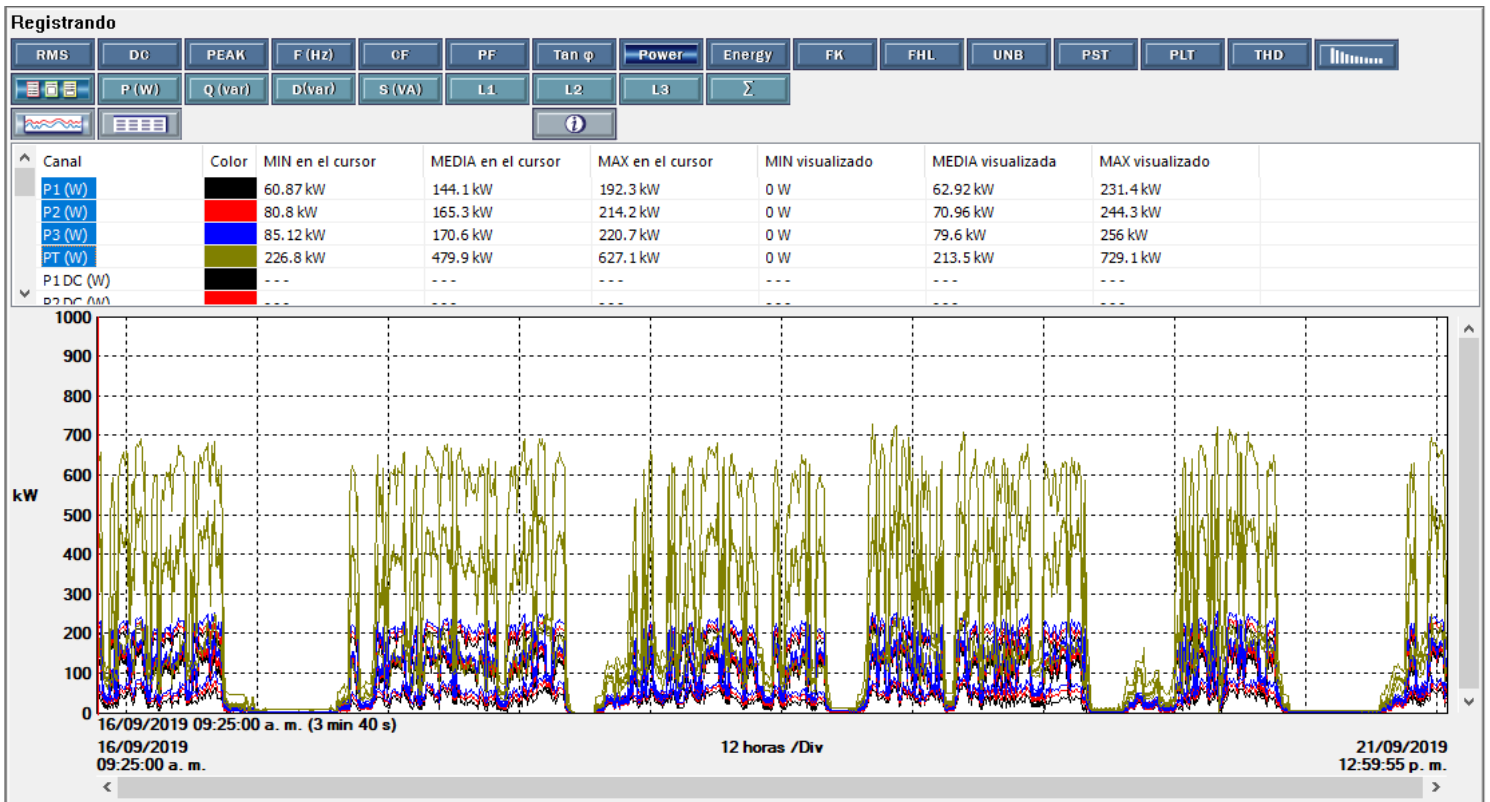 Registrando
RMS DC PEAK F (Hz) CF PF Tan φ Power Energy FK FHL UNB PST PLT THD
P (W) Q (var) D(var) S (VA) L1 L2 L3 Σ
Canal Color MIN en el cursor MEDIA en el cursor MAX en el cursor MIN visualizado MEDIA visualizada MAX visualizado
P1 (W) 60.87 kW 144.1 kW 192.3 kW 0 W 62.92 kW 231.4 kW
P2 (W) 80.8 kW 165.3 kW 214.2 kW 0 W 70.96 kW 244.3 kW
P3 (W) 85.12 kW 170.6 kW 220.7 kW 0 W 79.6 kW 256 kW
PT (W) 226.8 kW 479.9 kW 627.1 kW 0 W 213.5 kW 729.1 kW
P1 DC (W) - - - - - - - - - - - - - - - - - -
P2 DC (W) - - - - - - - - - - - - - - - - - -
1000
900
800
700
600
kW
500
400
300
200
100
0
16/09/2019 09:25:00 a. m. (3 min 40 s)
16/09/2019 12 horas /Div 21/09/2019
09:25:00 a. m. 12:59:55 p. m.